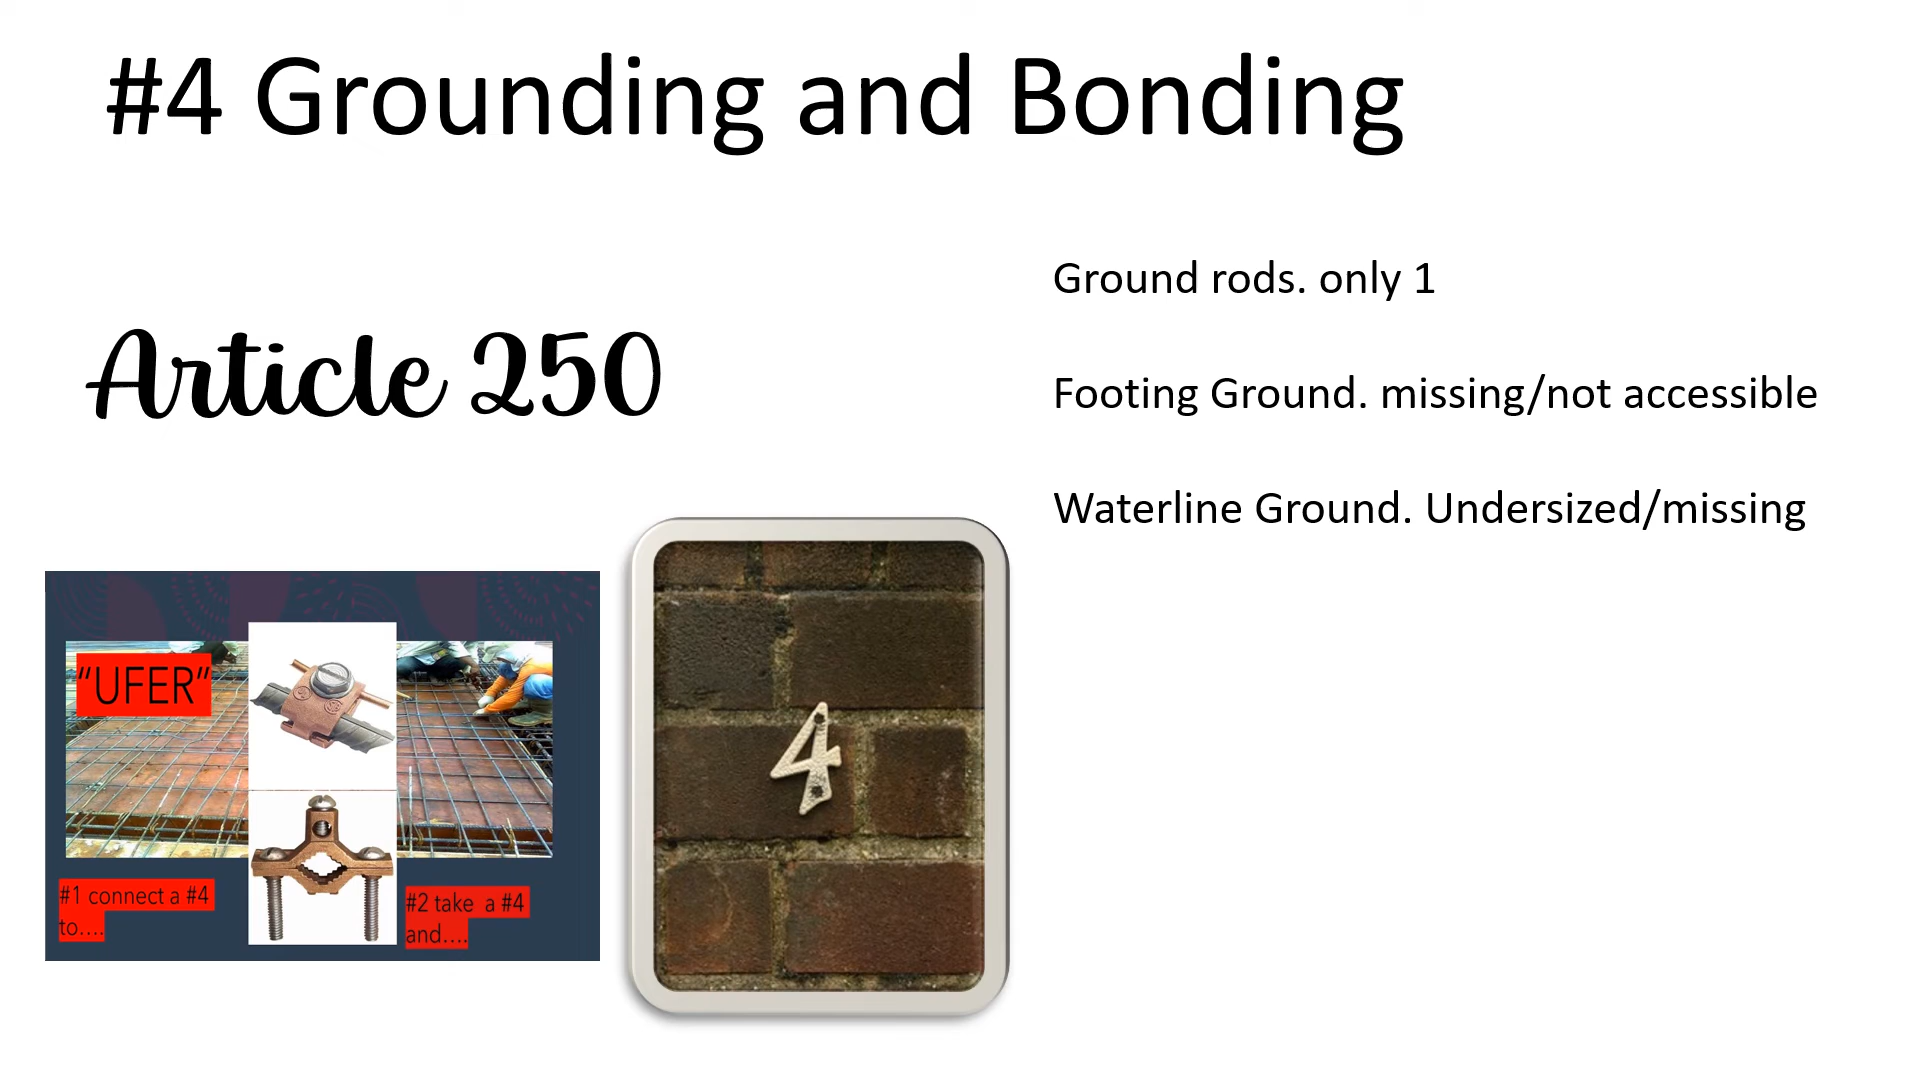 #4 Grounding and Bonding
Article 250
Ground rods. only 1
Footing Ground. missing/not accessible
Waterline Ground. Undersized/missing
“UFER”
#1 connect a #4
to….
#2 take a #4
and….
4